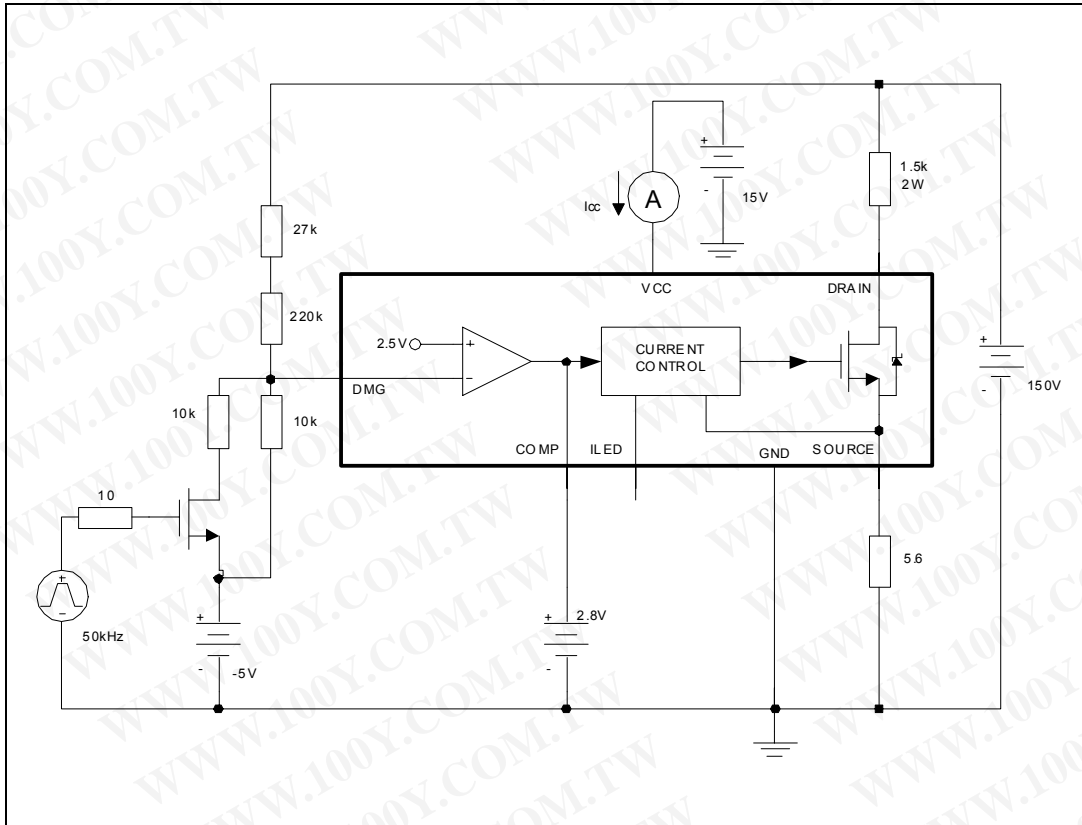 1.5k
2W
+
15V
-
Icc
A
27k
VCC
DRAIN
220k
2.5V
+
-
CURRENT
CONTROL
+
150V
-
DMG
10k
10k
COMP
ILED
GND
SOURCE
10
5.6
+
-
50kHz
+
-5V
-
+
2.8V
-
WWW.100Y.COM.TW